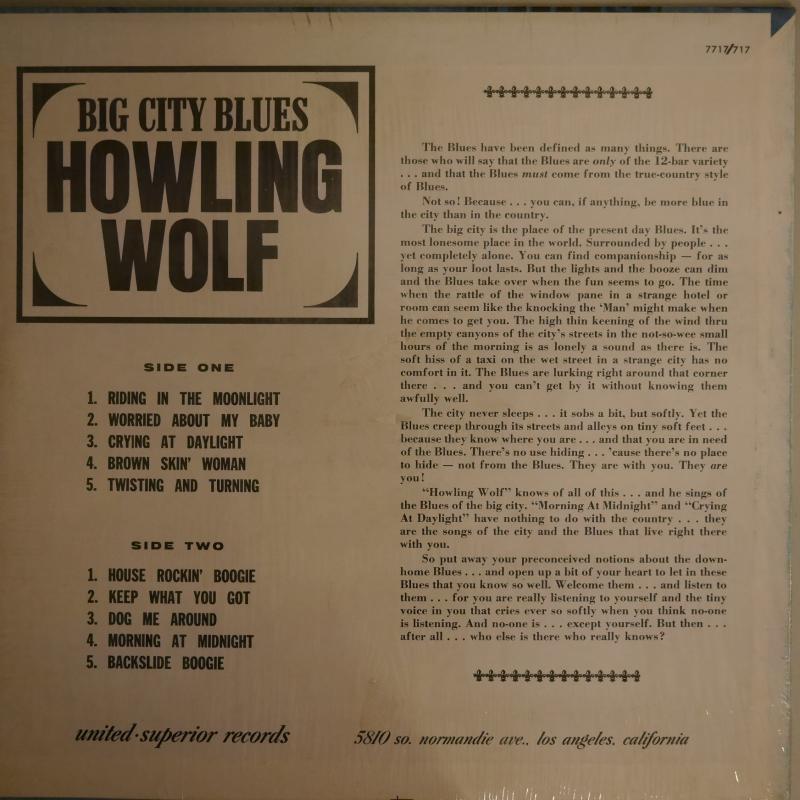 7717/717
BIG CITY BLUES
HOWLING
WOLF
SIDE ONE
1. RIDING IN THE MOONLIGHT
2. WORRIED ABOUT MY BABY
3. CRYING AT DAYLIGHT
4. BROWN SKIN' WOMAN
5. TWISTING AND TURNING
SIDE TWO
1. HOUSE ROCKIN' BOOGIE
2. KEEP WHAT YOU GOT
3. DOG ME AROUND
4. MORNING AT MIDNIGHT
5. BACKSLIDE BOOGIE
The Blues have been defined as many things. There are
those who will say that the Blues are only of the 12-bar variety
. . . and that the Blues must come from the true-country style
of Blues.
Not so! Because . . . you can, if anything, be more blue in
the city than in the country.
The big city is the place of the present day Blues. It's the
most lonesome place in the world. Surrounded by people . . .
yet completely alone. You can find companionship — for as
long as your loot lasts. But the lights and the booze can dim
and the Blues take over when the fun seems to go. The time
when the rattle of the window pane in a strange hotel or
room can seem like the knocking the 'Man' might make when
he comes to get you. The high thin keening of the wind thru
the empty canyons of the city's streets in the not-so-wee small
hours of the morning is as lonely a sound as there is. The
soft hiss of a taxi on the wet street in a strange city has no
comfort in it. The Blues are lurking right around that corner
there . . . and you can't get by it without knowing them
awfully well.
The city never sleeps . . . it sobs a bit, but softly. Yet the
Blues creep through its streets and alleys on tiny soft feet . . .
because they know where you are . . . and that you are in need
of the Blues. There's no use hiding . . . 'cause there's no place
to hide — not from the Blues. They are with you. They are
you!
"Howling Wolf" knows of all of this . . . and he sings of
the Blues of the big city. "Morning At Midnight" and "Crying
At Daylight" have nothing to do with the country . . . they
are the songs of the city and the Blues that live right there
with you.
So put away your preconceived notions about the down-
home Blues . . . and open up a bit of your heart to let in these
Blues that you know so well. Welcome them . . . and listen to
them . . . for you are really listening to yourself and the tiny
voice in you that cries ever so softly when you think no-one
is listening. And no-one is . . . except yourself. But then . . .
after all . . . who else is there who really knows?
united·superior records
5810 so. normandie ave., los angeles, california